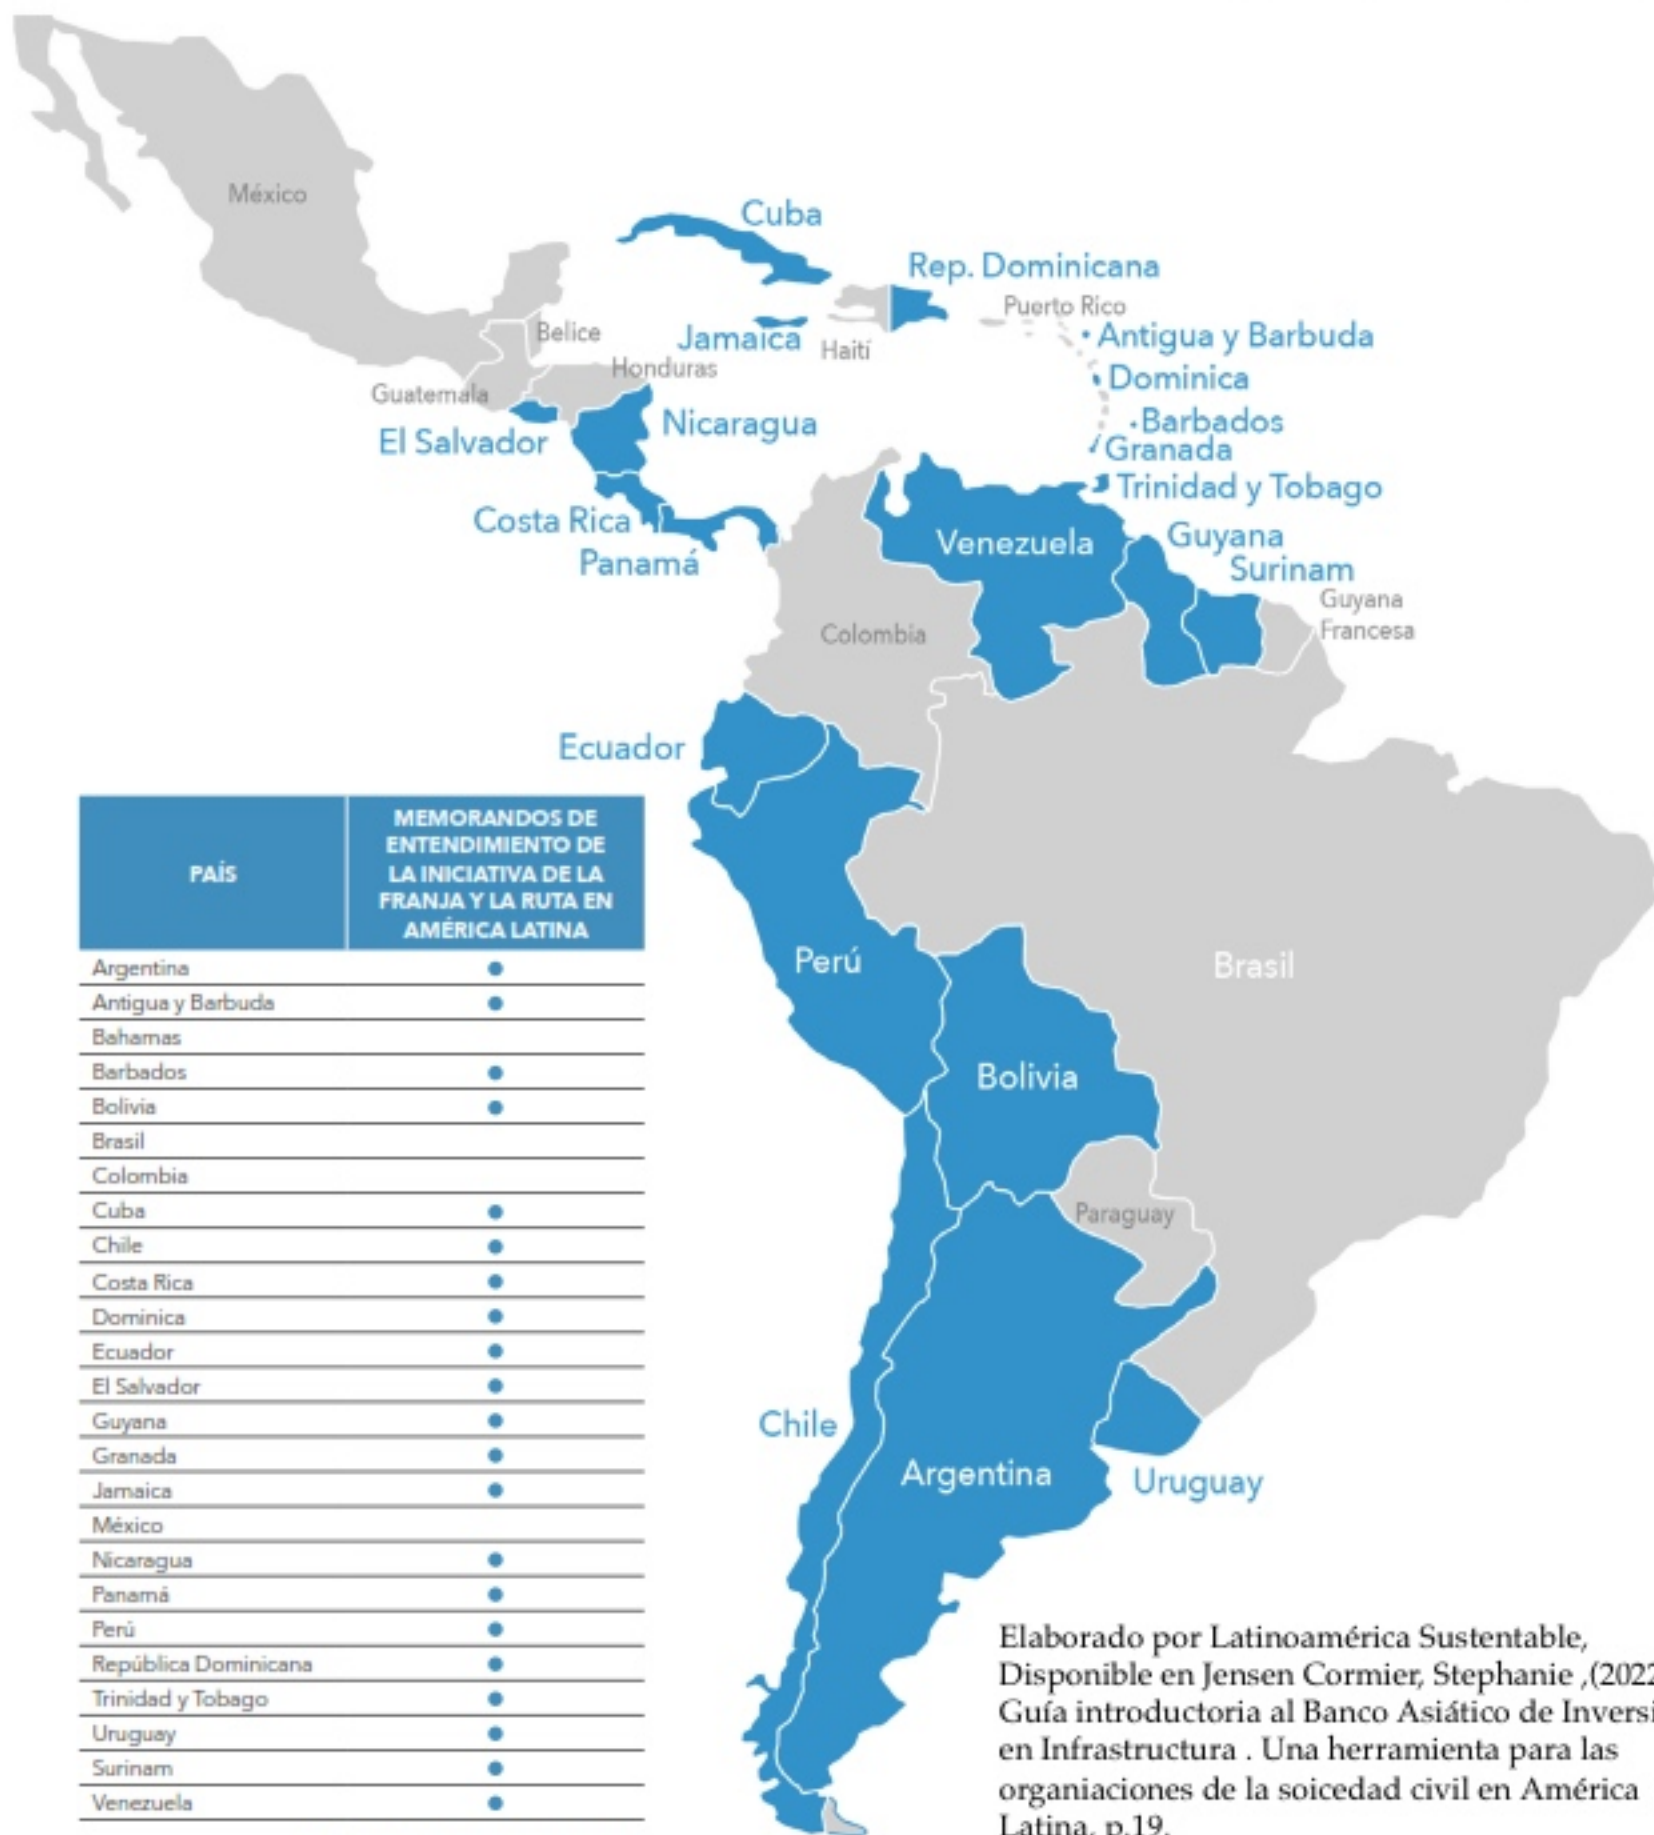 México
Cuba
Rep. Dominicana
Puerto Rico
Belice
Jamaica
Haití
Antigua y Barbuda
Honduras
Dominica
Guatemala
Nicaragua
Barbados
El Salvador
Granada
Trinidad y Tobago
Costa Rica
Venezuela
Guyana
Panamá
Surinam
Guyana
Francesa
Colombia
Ecuador
Perú
Brasil
Bolivia
Paraguay
Chile
Argentina
Uruguay
PAÍS
MEMORANDOS DE
ENTENDIMIENTO DE
LA INICIATIVA DE LA
FRANJA Y LA RUTA EN
AMÉRICA LATINA
Argentina
Antigua y Barbuda
Bahamas
Barbados
Bolivia
Brasil
Colombia
Cuba
Chile
Costa Rica
Dominica
Ecuador
El Salvador
Guyana
Granada
Jamaica
México
Nicaragua
Panamá
Perú
República Dominicana
Trinidad y Tobago
Uruguay
Surinam
Venezuela
Elaborado por Latinoamérica Sustentable,
Disponible en Jensen Cormier, Stephanie ,(2022
Guía introductoria al Banco Asiático de Inversi
en Infrastructura . Una herramienta para las
organiaciones de la soicedad civil en América
Latina, p.19.